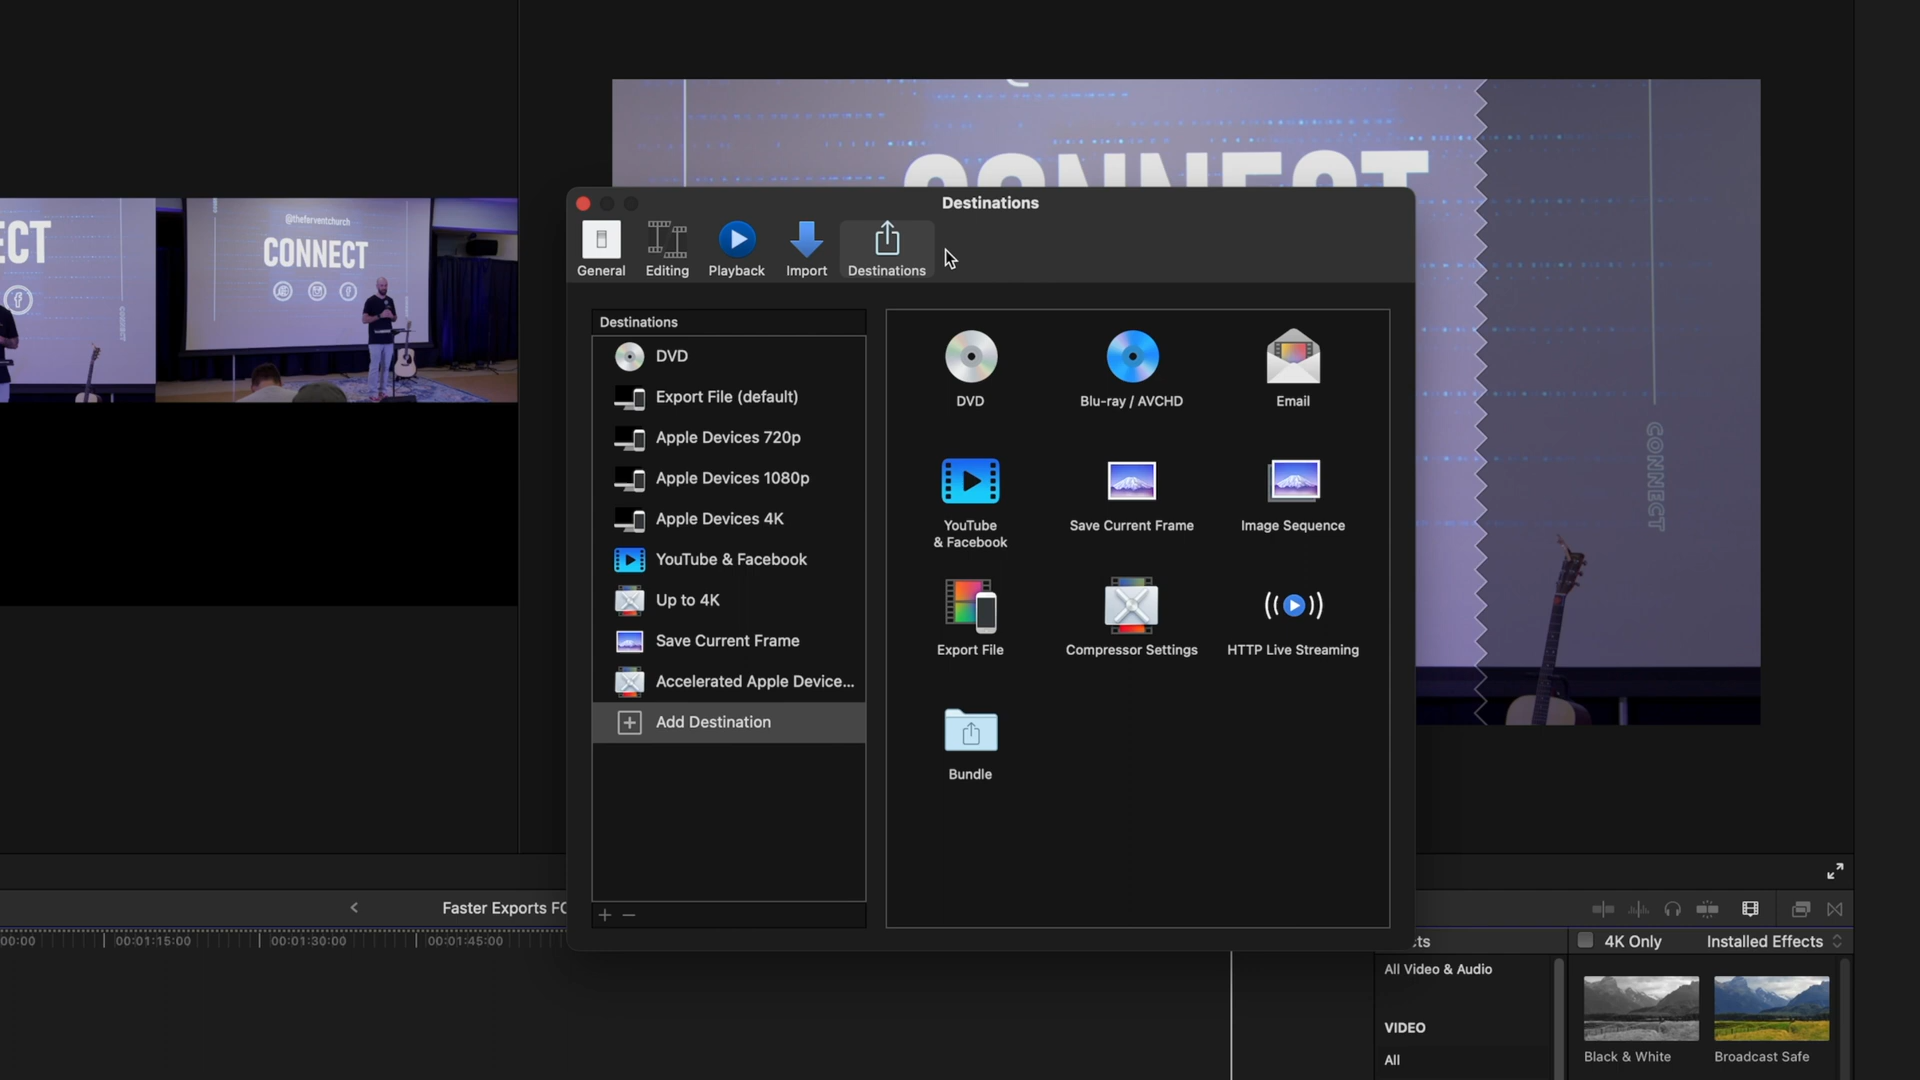 CONNECT
Destinations
General
Editing
Playback
Import
Destinations
ECT
@theferventchurch
CONNECT
CONNECT
Destinations
DVD
Export File (default)
Apple Devices 720p
Apple Devices 1080p
Apple Devices 4K
YouTube & Facebook
Up to 4K
Save Current Frame
Accelerated Apple Device...
Add Destination
DVD
Blu-ray / AVCHD
Email
YouTube
& Facebook
Save Current Frame
Image Sequence
Export File
Compressor Settings
HTTP Live Streaming
Bundle
CONNECT
Faster Exports FC
00:00
00:01:15:00
00:01:30:00
00:01:45:00
cts
4K Only
Installed Effects
All Video & Audio
VIDEO
All
Black & White
Broadcast Safe